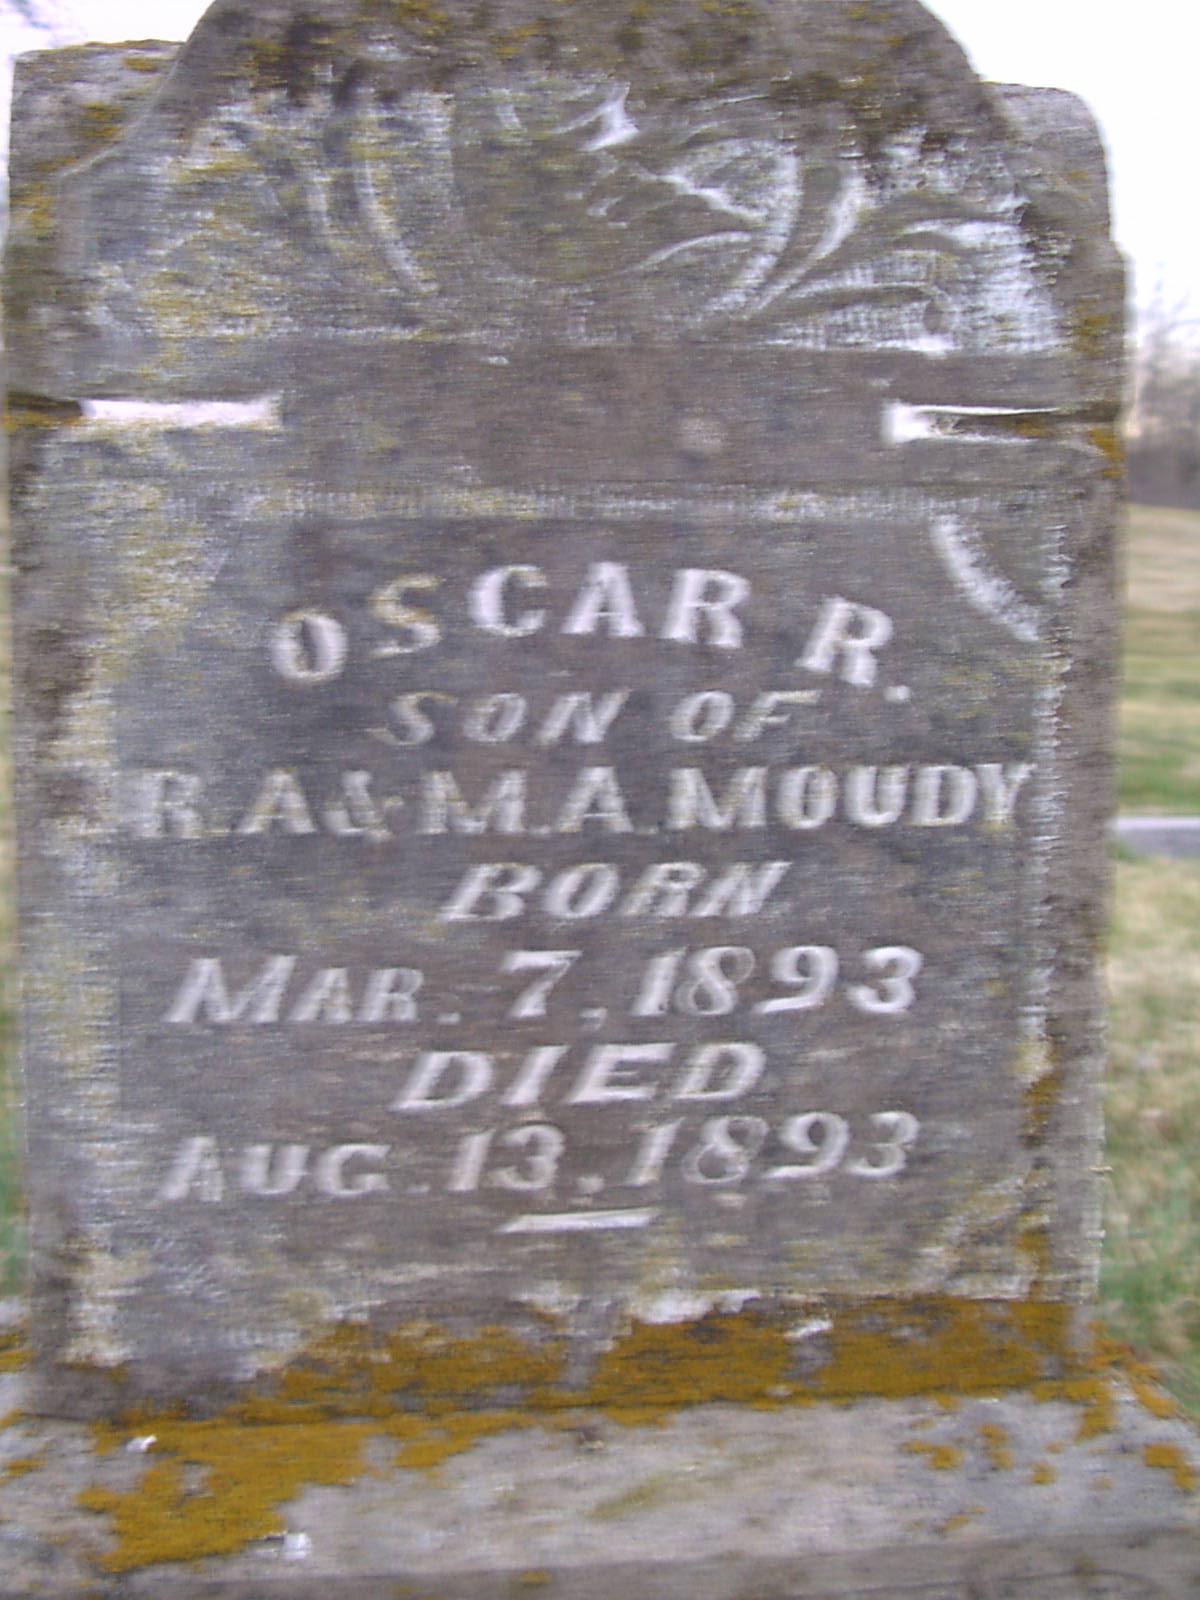 OSCAR R.
SON OF
R.A & M.A. MOUDY
BORN
MAR. 7, 1893
DIED
AUG. 13, 1893